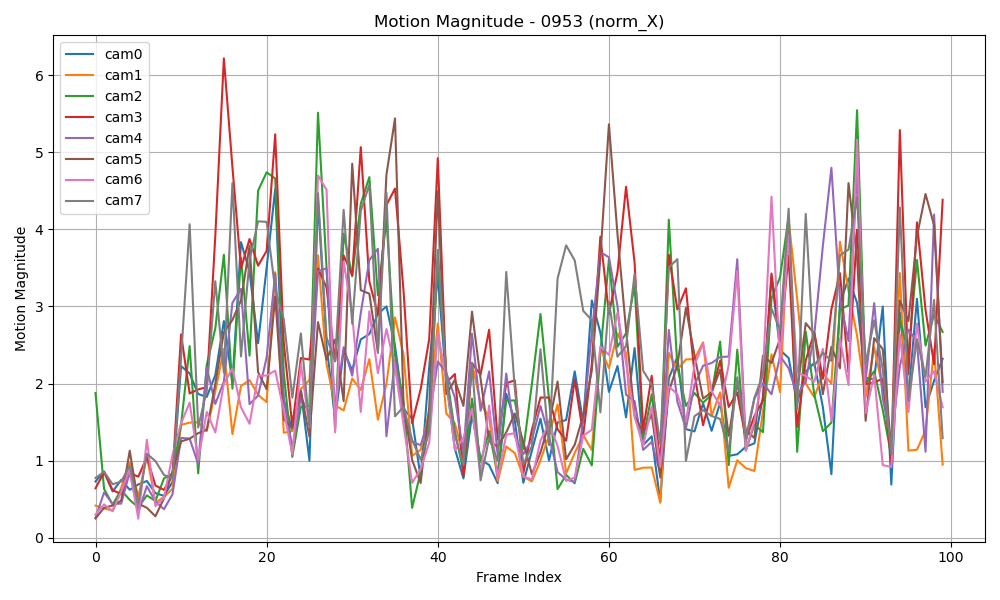 Motion Magnitude - 0953 (norm_X)
cam0
cam1
cam2
cam3
cam4
cam5
cam6
cam7
Motion Magnitude
6
5
4
3
2
1
0
0 20 40 60 80 100
Frame Index